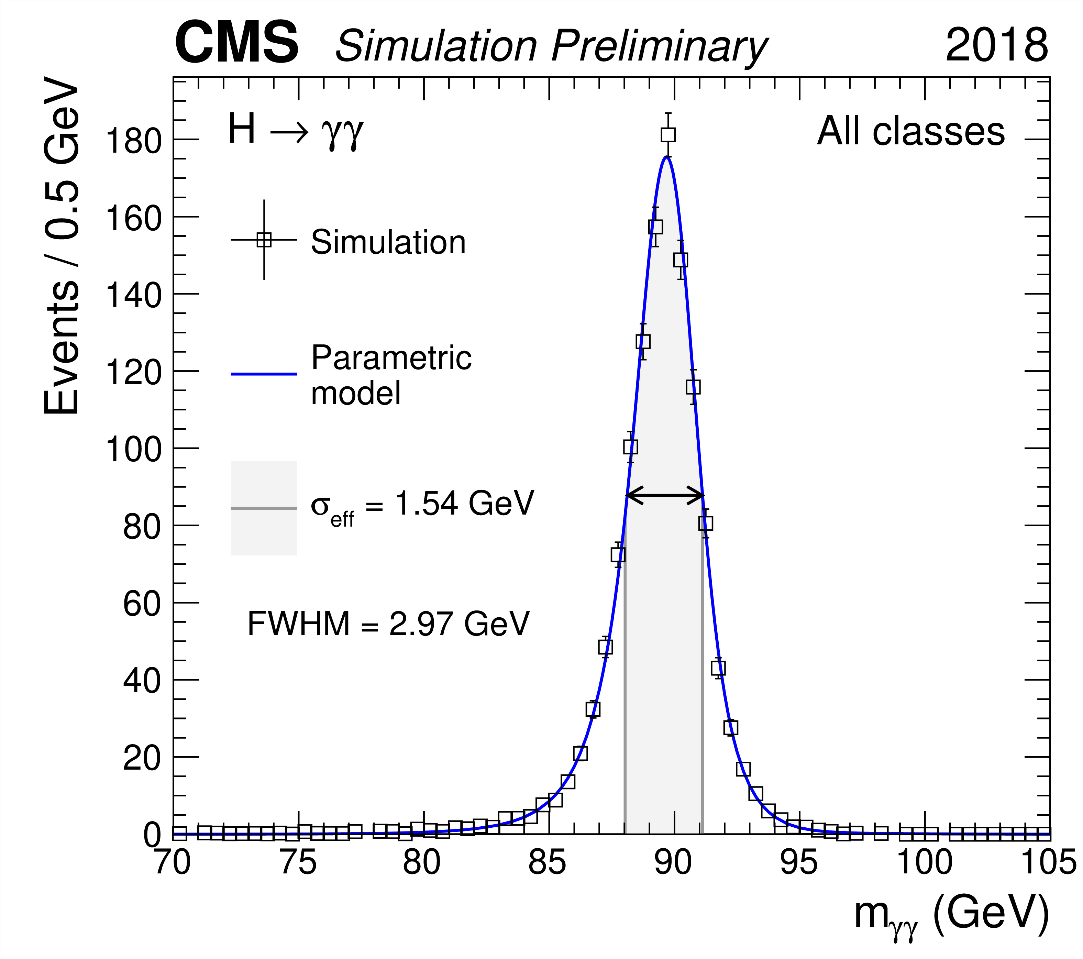 CMS Simulation Preliminary 2018
Events / 0.5 GeV
H → γγ
All classes
Simulation
Parametric
model
σeff = 1.54 GeV
FWHM = 2.97 GeV
180
160
140
120
100
80
60
40
20
0
70 75 80 85 90 95 100 105
mγγ (GeV)